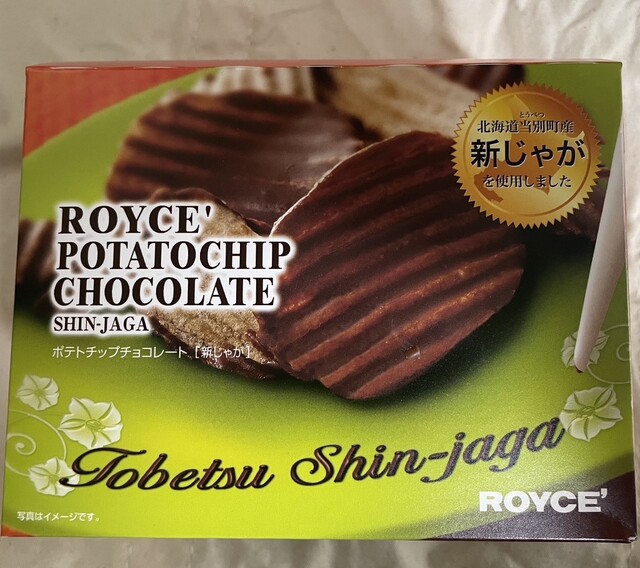 とうべつ
北海道当別町産
新じゃが
を使用しました
ROYCE'
POTATOCHIP
CHOCOLATE
SHIN-JAGA
ポテトチップチョコレート [新じゃが]
Tobetsu Shin-jaga
ROYCE'
写真はイメージです。